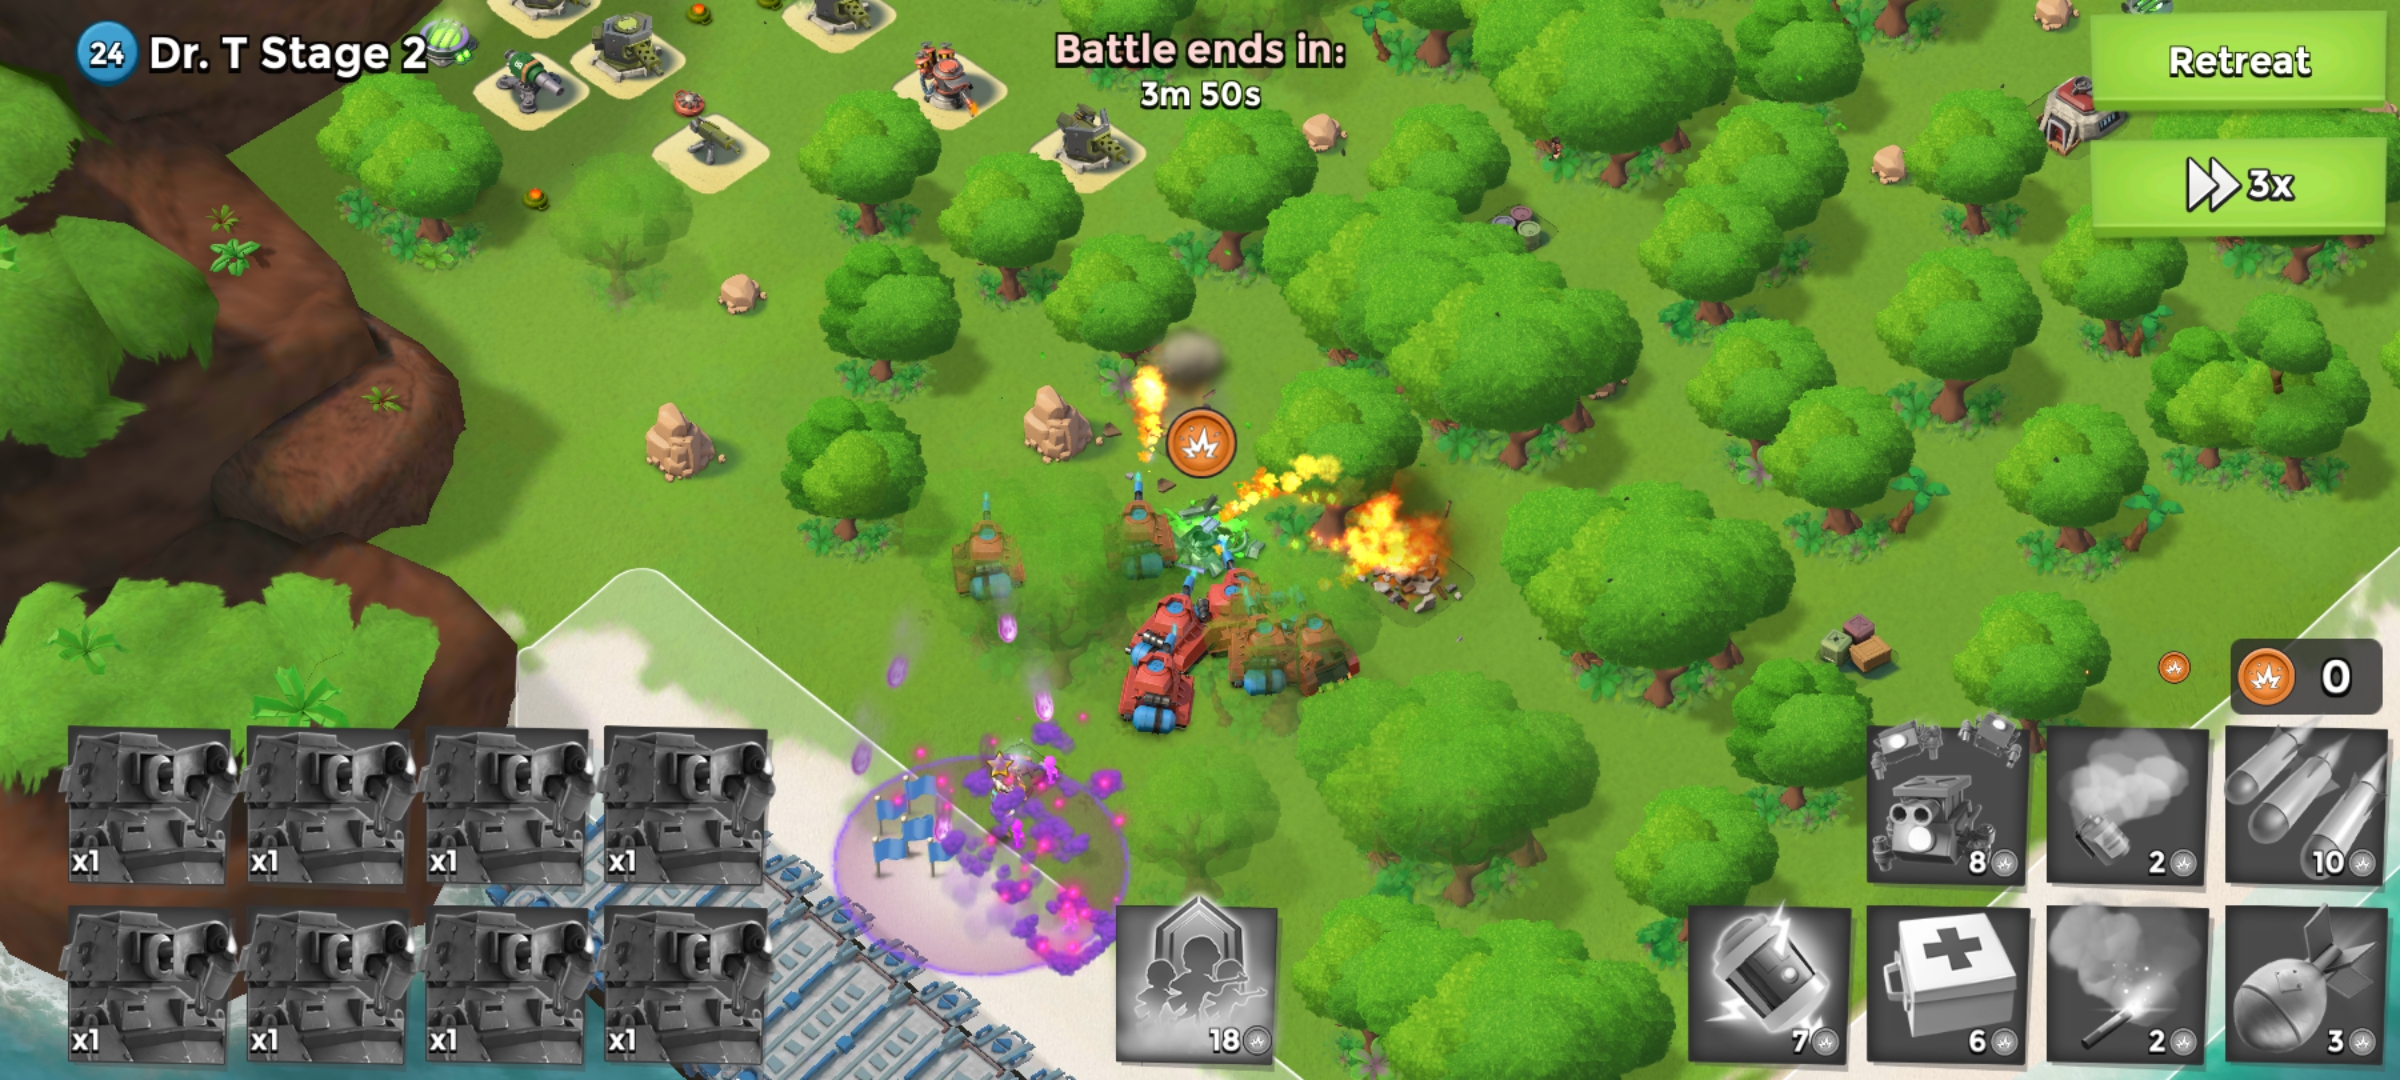 24 Dr. T Stage 2
Battle ends in:
3m 50s
Retreat
3x
0
x1 x1 x1 x1
8 2 10
x1 x1 x1 x1
18 7 6 2 3